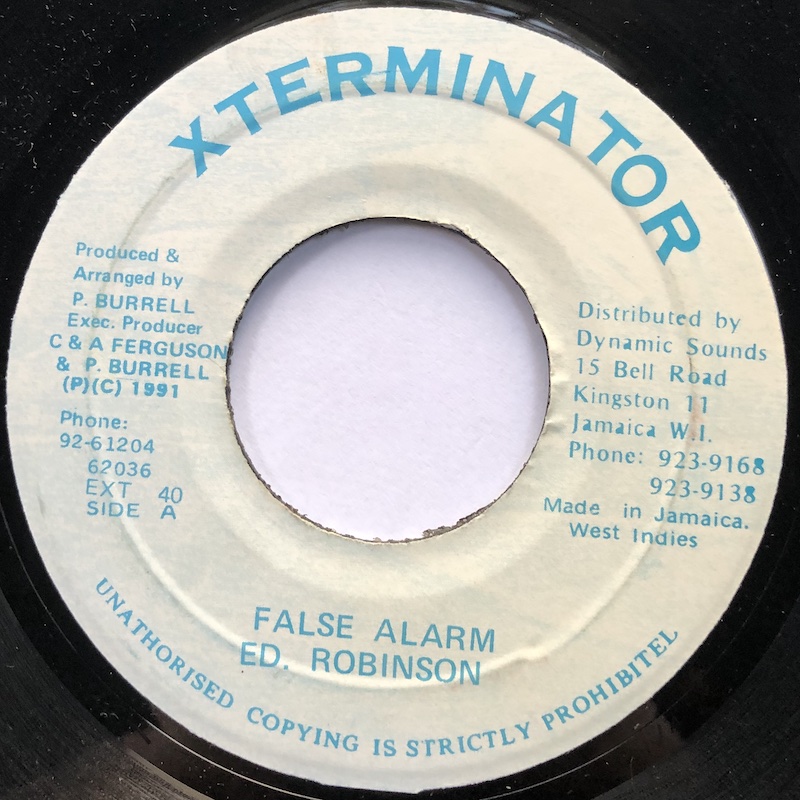 XTERMINATOR
Produced &
Arranged by
P. BURRELL
Exec. Producer
C & A FERGUSON
& P. BURRELL
(P)(C) 1991
Phone:
92-61204
62036
EXT 40
SIDE A
Distributed by
Dynamic Sounds
15 Bell Road
Kingston 11
Jamaica W.I.
Phone: 923-9168
923-9138
Made in Jamaica.
West Indies
FALSE ALARM
ED. ROBINSON
UNATHORISED COPYING IS STRICTLY PROHIBITEL